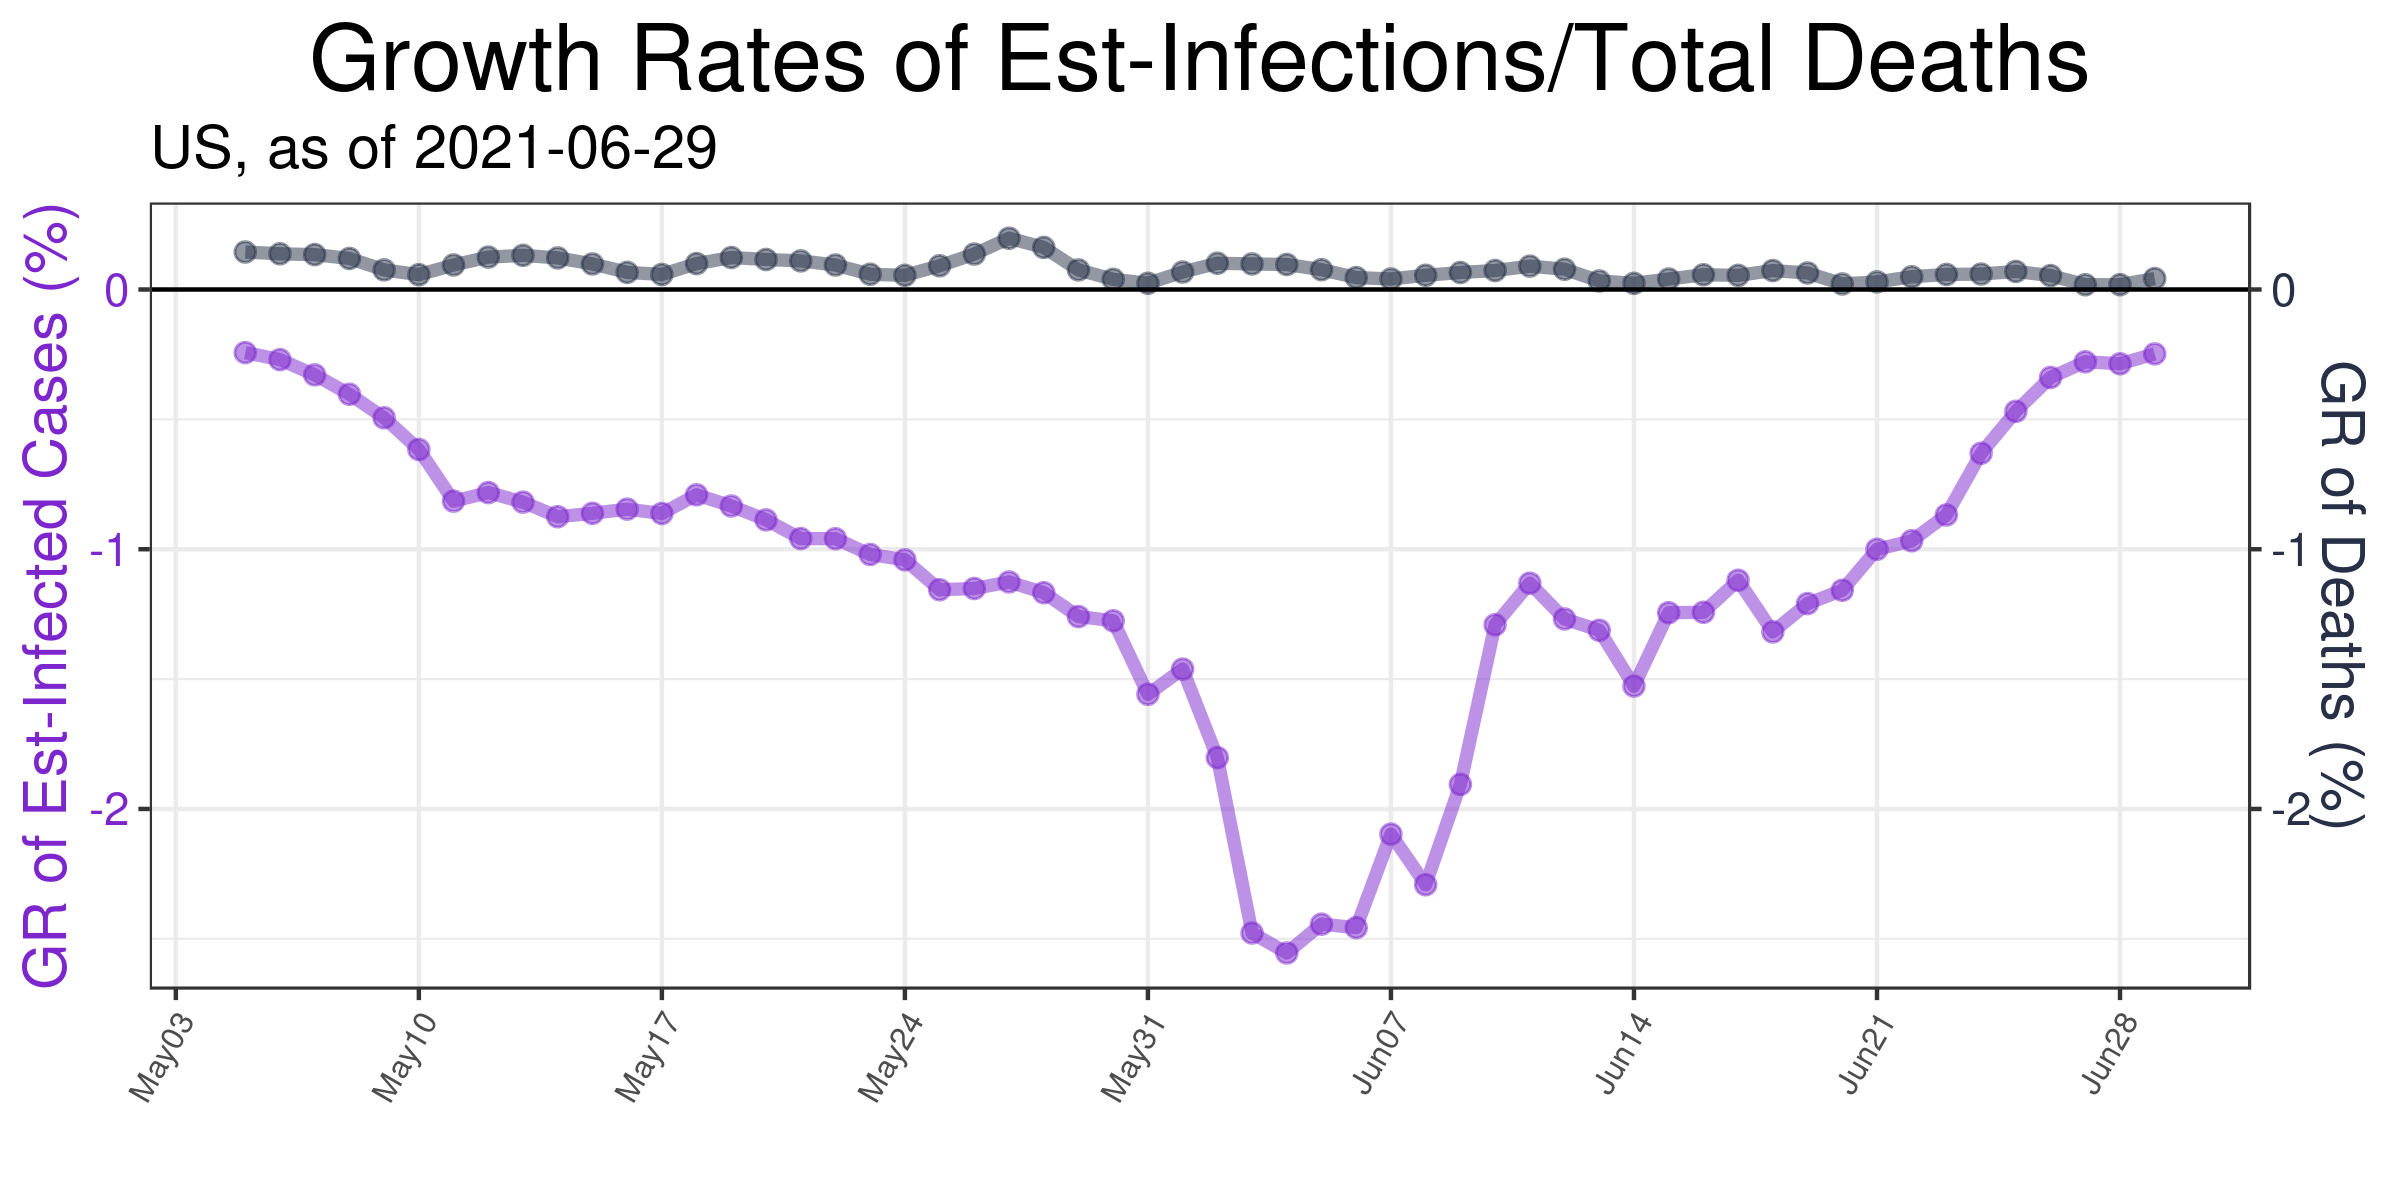 Growth Rates of Est-Infections/Total Deaths
US, as of 2021-06-29
GR of Est-Infected Cases (%)
0
-1
-2
0
-1
-2
GR of Deaths (%)
May03
May10
May17
May24
May31
Jun07
Jun14
Jun21
Jun28